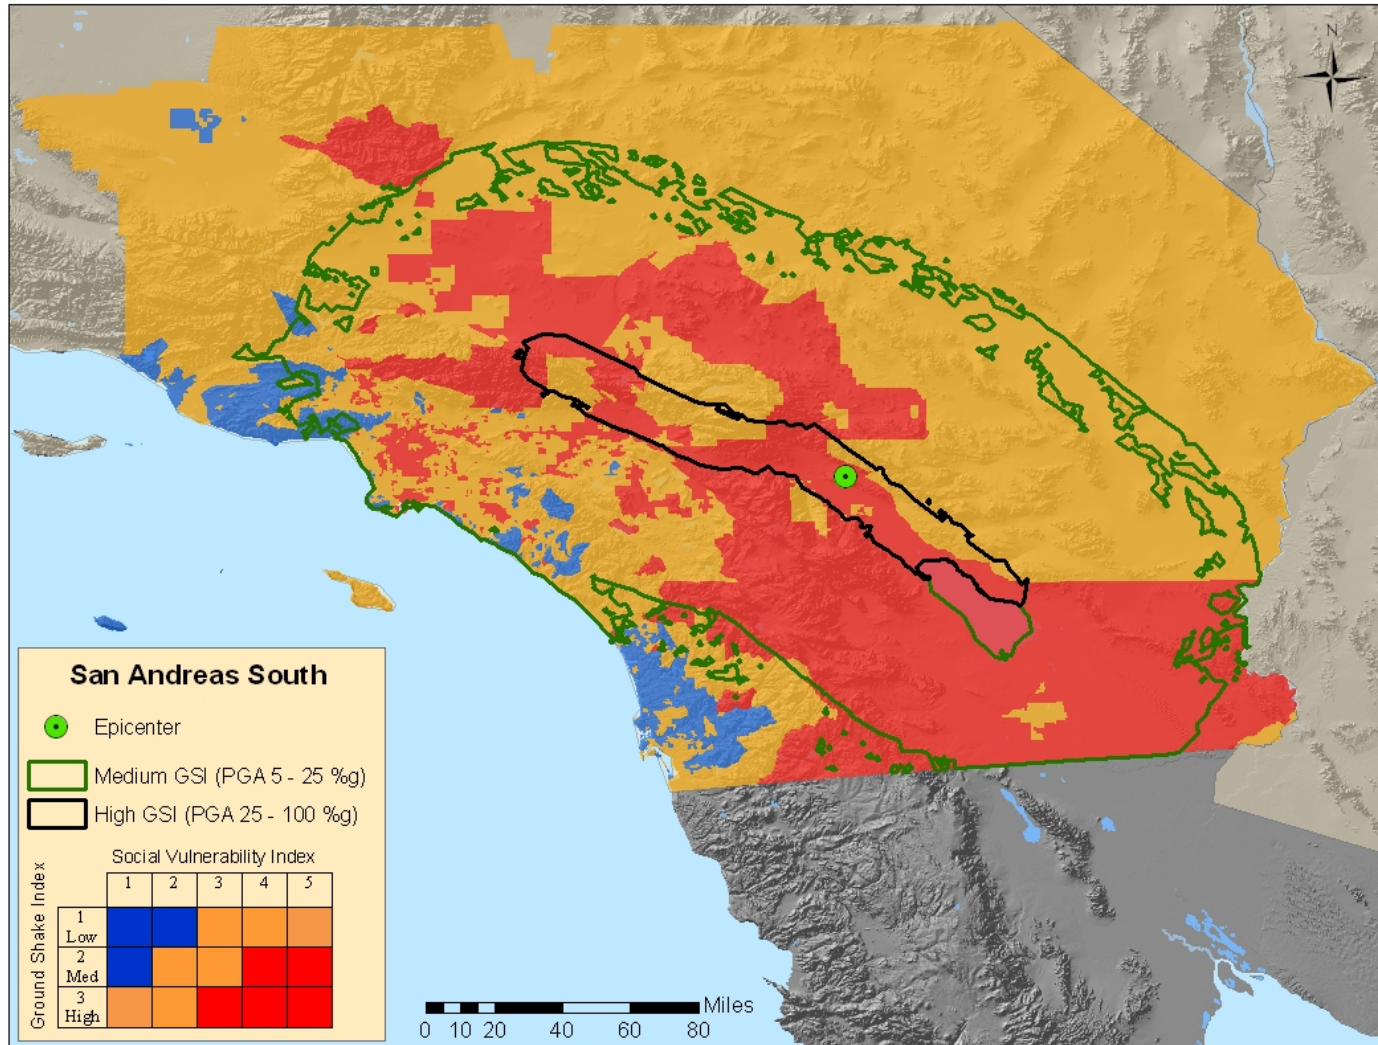 N
San Andreas South
Epicenter
Medium GSI (PGA 5 - 25 %g)
High GSI (PGA 25 - 100 %g)
Social Vulnerability Index
Ground Shake Index
1 2 3 4 5
1
Low
2
Med
3
High
Miles
0 10 20 40 60 80